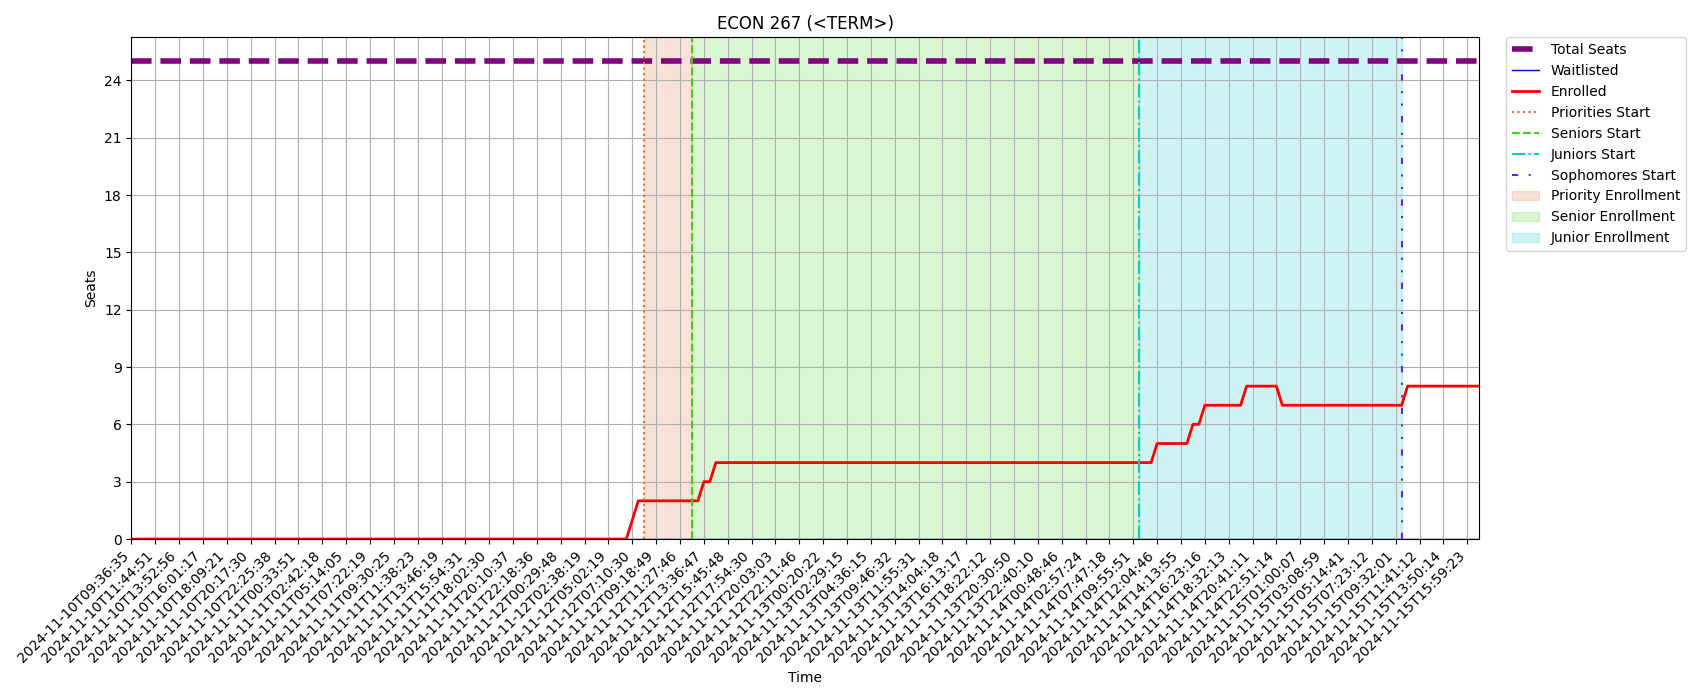 ECON 267 (<TERM>)
Total Seats
Waitlisted
Enrolled
Priorities Start
Seniors Start
Juniors Start
Sophomores Start
Priority Enrollment
Senior Enrollment
Junior Enrollment
Seats
24
21
18
15
12
9
6
3
0
2024-11-10T09:36:35
2024-11-10T11:44:51
2024-11-10T13:52:56
2024-11-10T16:01:17
2024-11-10T18:09:21
2024-11-10T20:17:30
2024-11-10T22:25:38
2024-11-11T00:33:51
2024-11-11T02:42:18
2024-11-11T05:14:05
2024-11-11T07:22:19
2024-11-11T09:30:25
2024-11-11T11:38:23
2024-11-11T13:46:19
2024-11-11T15:54:31
2024-11-11T18:02:30
2024-11-11T20:10:37
2024-11-11T22:18:36
2024-11-12T00:29:48
2024-11-12T02:38:19
2024-11-12T05:02:19
2024-11-12T07:10:30
2024-11-12T09:18:49
2024-11-12T11:27:46
2024-11-12T13:36:47
2024-11-12T15:45:48
2024-11-12T17:54:30
2024-11-12T20:03:03
2024-11-12T22:11:46
2024-11-13T00:20:22
2024-11-13T02:29:15
2024-11-13T04:36:15
2024-11-13T09:46:32
2024-11-13T11:55:31
2024-11-13T14:04:18
2024-11-13T16:13:17
2024-11-13T18:22:12
2024-11-13T20:30:50
2024-11-13T22:40:10
2024-11-14T00:48:46
2024-11-14T02:57:24
2024-11-14T07:47:18
2024-11-14T09:55:51
2024-11-14T12:04:46
2024-11-14T14:13:55
2024-11-14T16:23:16
2024-11-14T18:32:13
2024-11-14T20:41:11
2024-11-14T22:51:14
2024-11-15T01:00:07
2024-11-15T03:08:59
2024-11-15T05:14:41
2024-11-15T07:23:12
2024-11-15T09:32:01
2024-11-15T11:41:12
2024-11-15T13:50:14
2024-11-15T15:59:23
Time